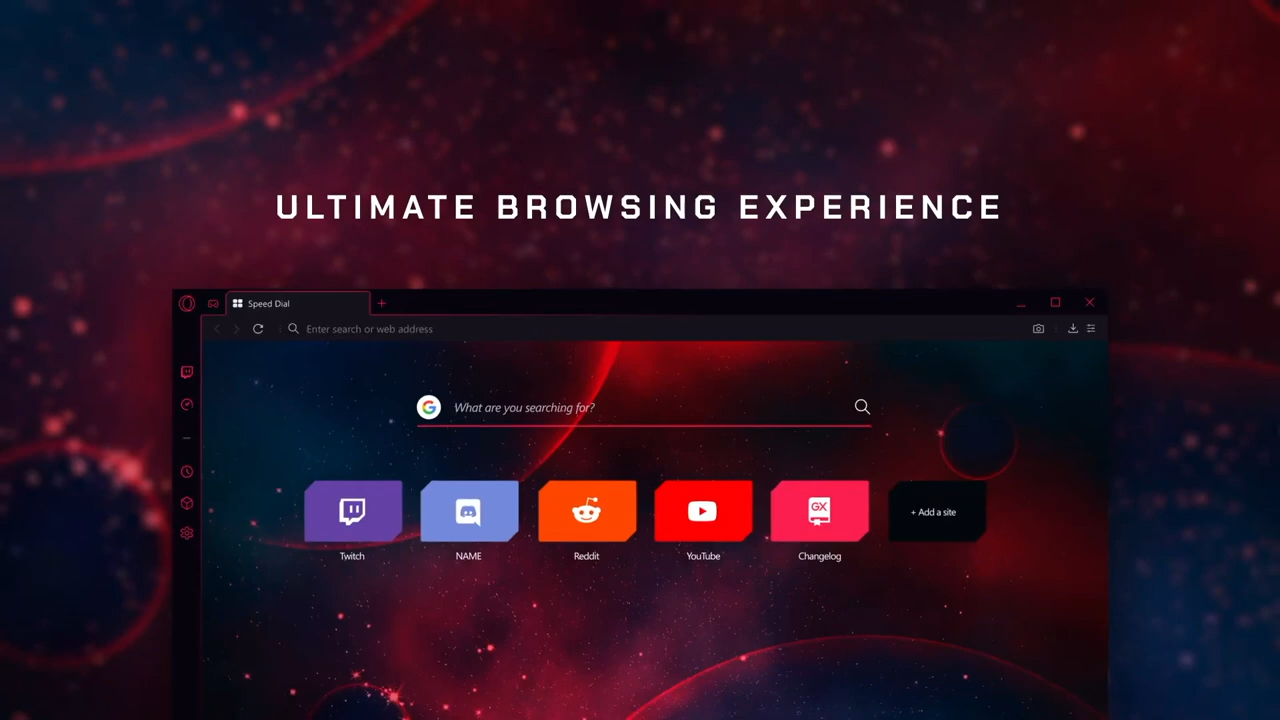 ULTIMATE BROWSING EXPERIENCE
Speed Dial
Enter search or web address
What are you searching for?
GX
+ Add a site
Twitch
NAME
Reddit
YouTube
Changelog